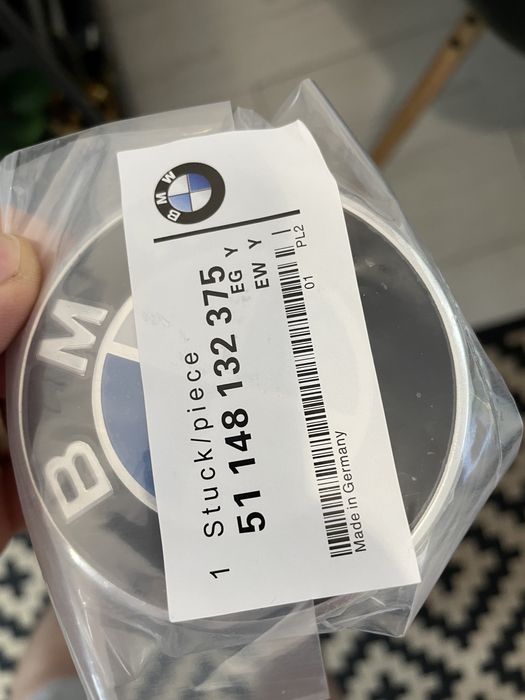 BMW
1 Stuck/piece
51 148 132 375
EG Y
EW Y
01
PL2
Made in Germany
BM